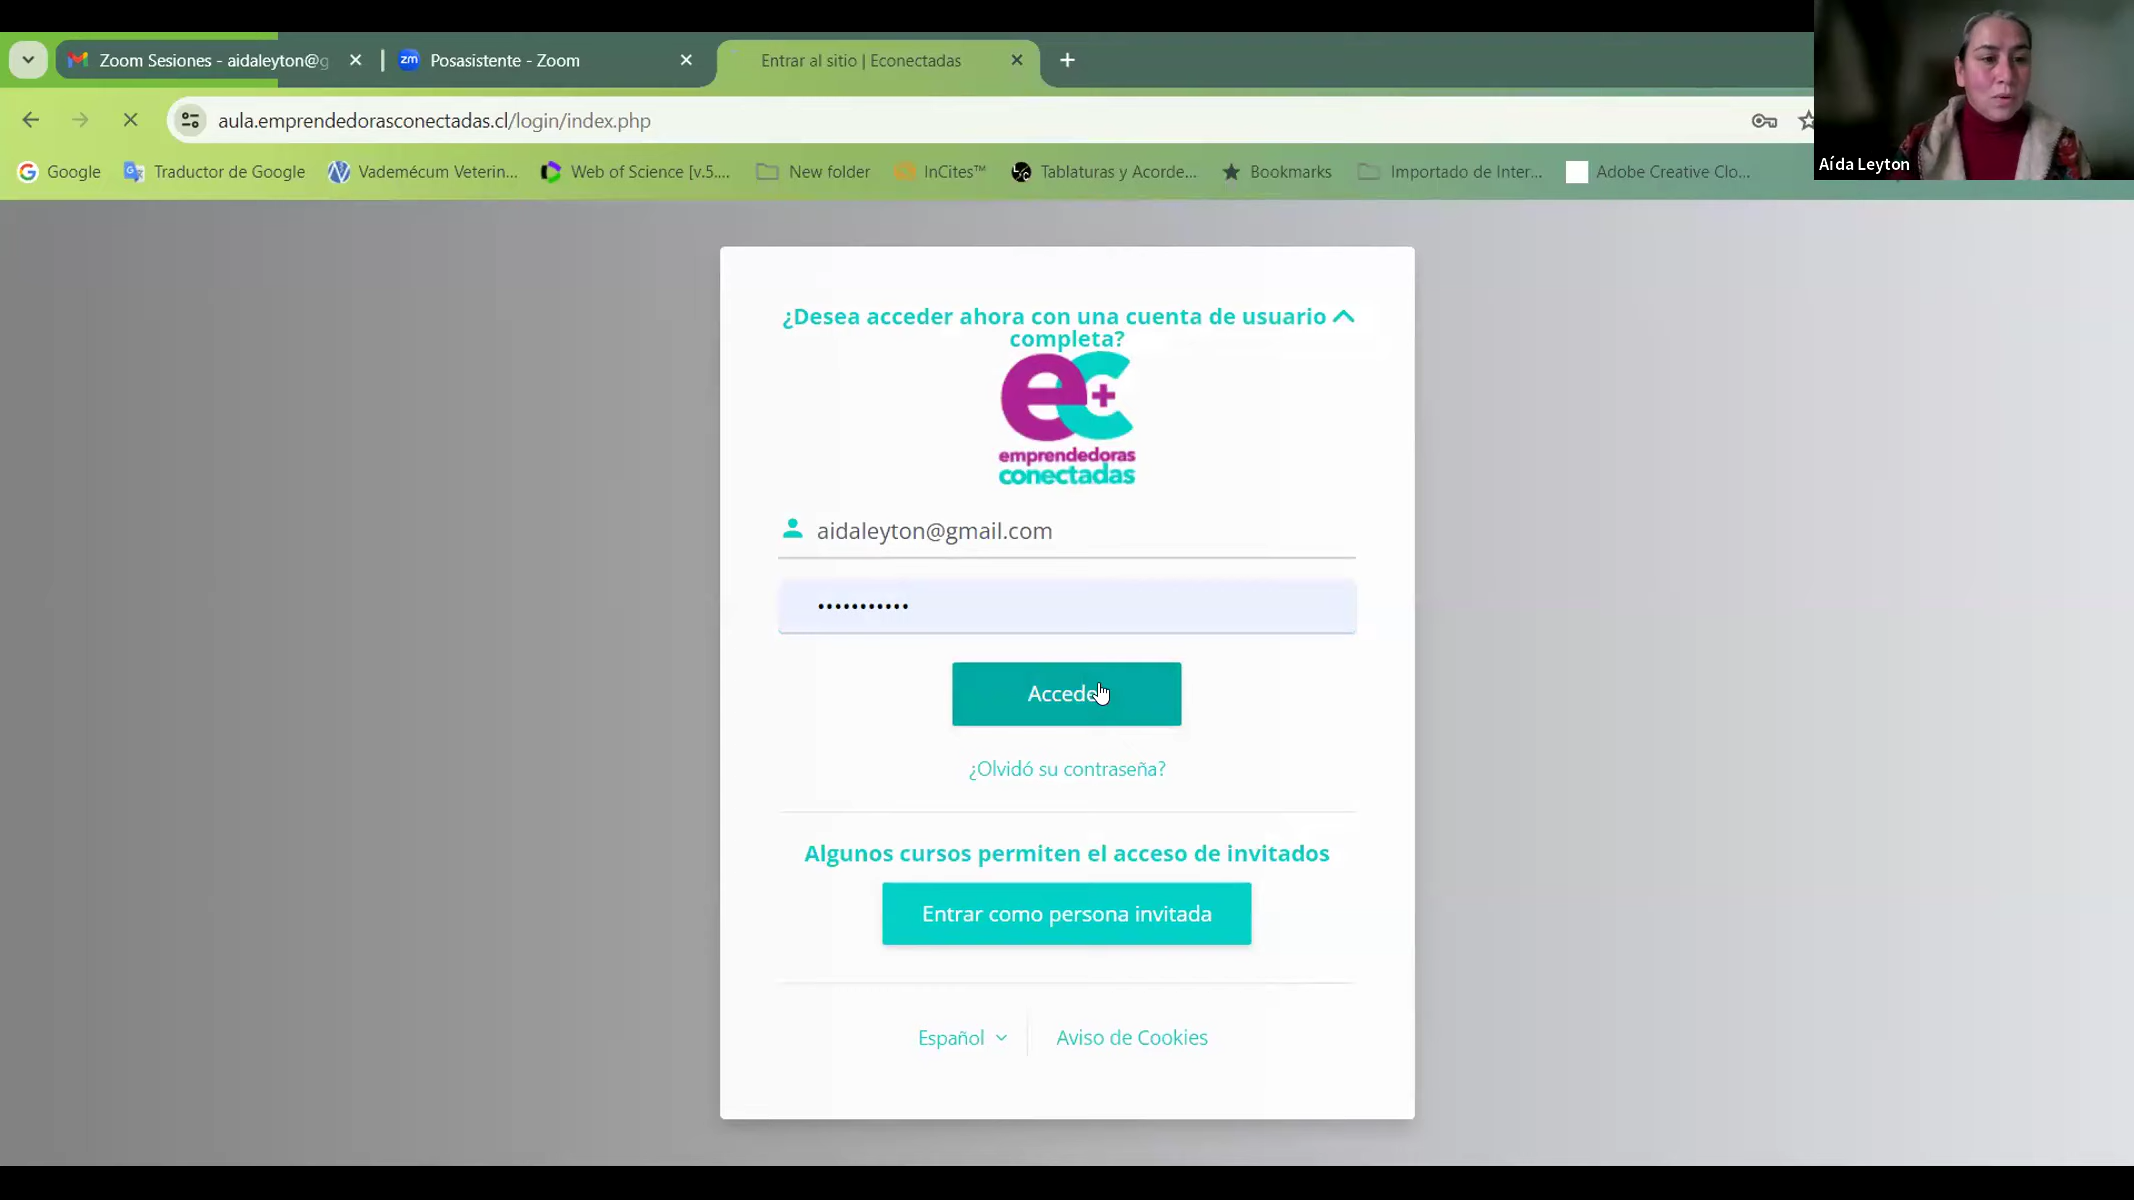 Zoom Sesiones - aidaleyton@g
zm Posasistente - Zoom
Entrar al sitio | Econectadas
aula.emprendedorasconectadas.cl/login/index.php
Google
Traductor de Google
Vademécum Veterin...
Web of Science [v.5....
New folder
InCites™
Tablaturas y Acorde...
Bookmarks
Importado de Inter...
Adobe Creative Clo...
Aída Leyton
¿Desea acceder ahora con una cuenta de usuario
completa?
ec+
emprendedoras
conectadas
aidaleyton@gmail.com
•••••••••••
Acceder
¿Olvidó su contraseña?
Algunos cursos permiten el acceso de invitados
Entrar como persona invitada
Español
Aviso de Cookies